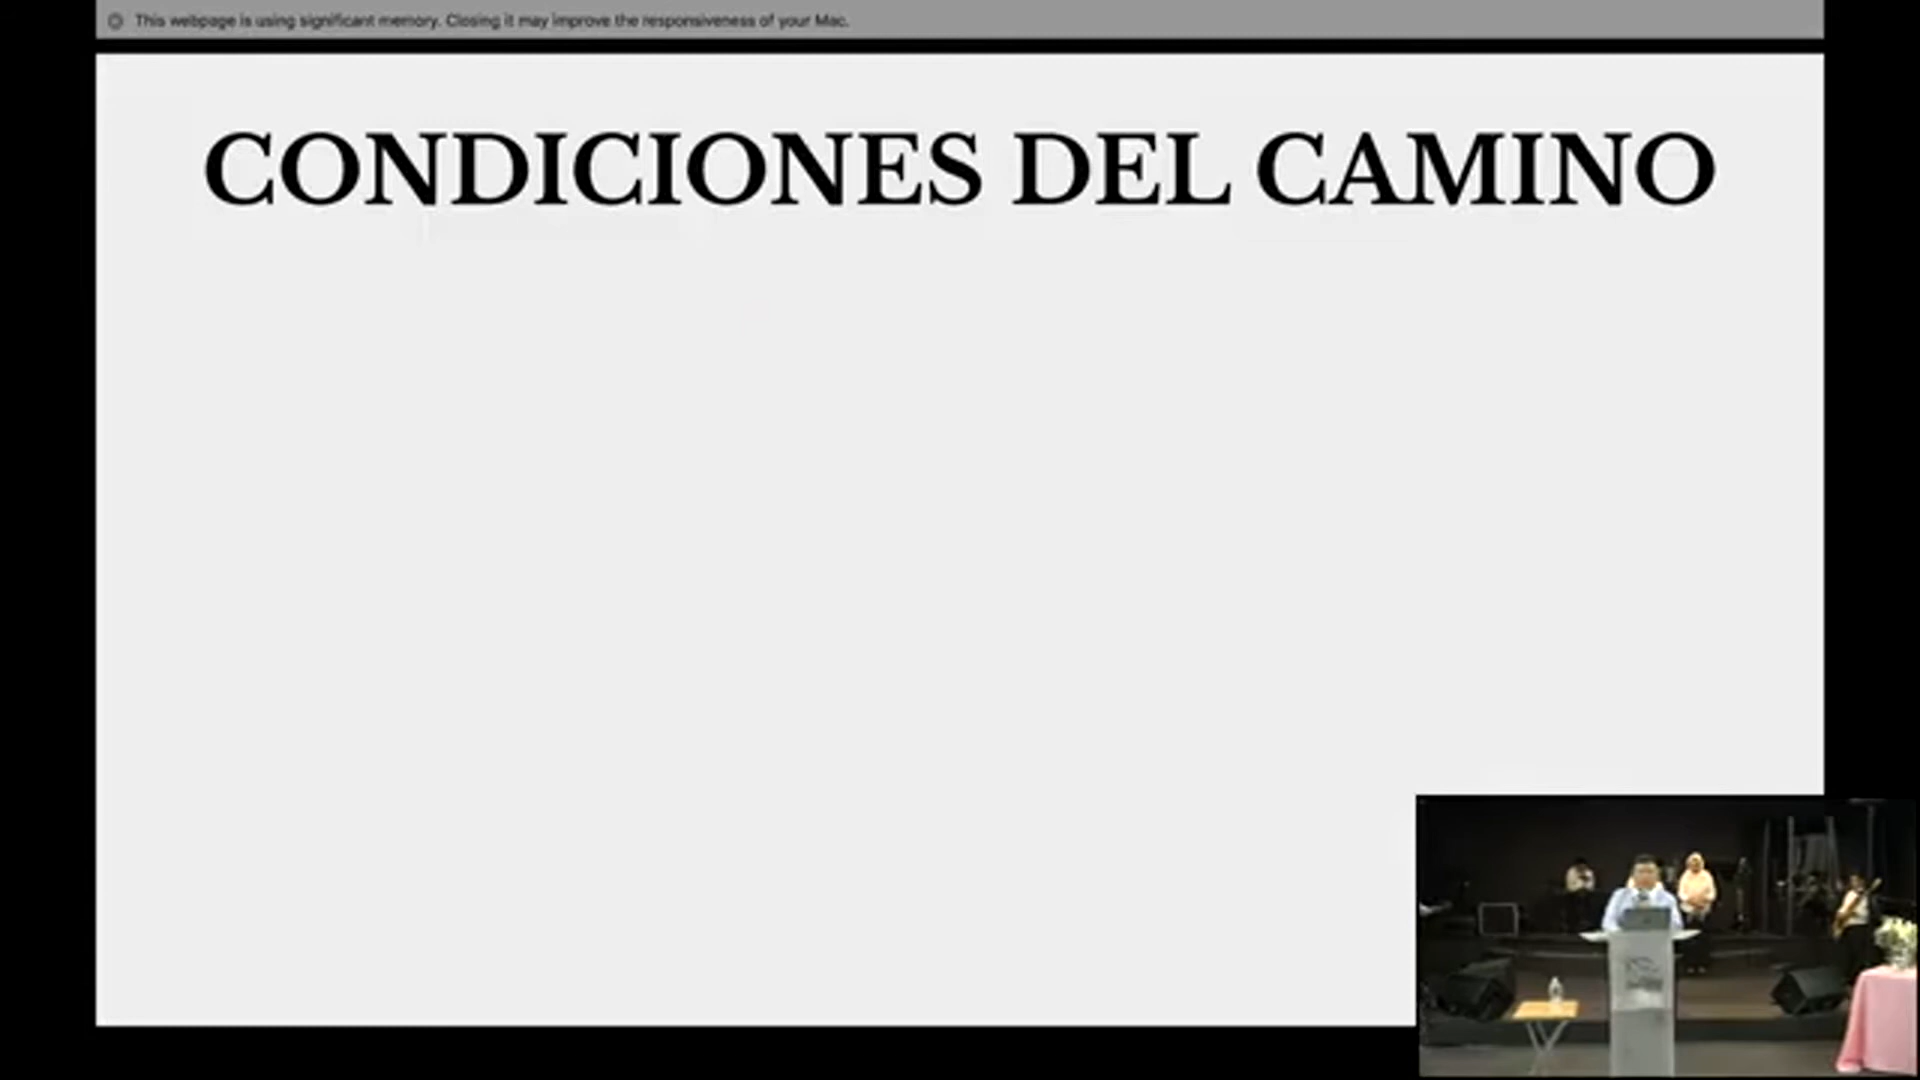 This webpage is using significant memory. Closing it may improve the responsiveness of your Mac.
CONDICIONES DEL CAMINO